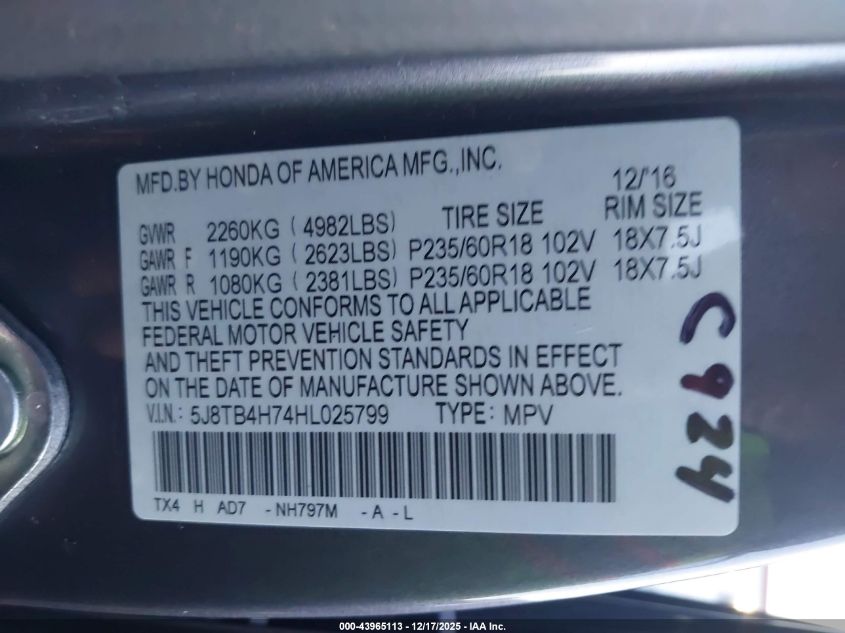 MFD.BY HONDA OF AMERICA MFG.,INC. 12/'16
GVWR 2260KG ( 4982LBS) TIRE SIZE RIM SIZE
GAWR F 1190KG ( 2623LBS) P235/60R18 102V 18X7.5J
GAWR R 1080KG ( 2381LBS) P235/60R18 102V 18X7.5J
THIS VEHICLE CONFORMS TO ALL APPLICABLE
FEDERAL MOTOR VEHICLE SAFETY
AND THEFT PREVENTION STANDARDS IN EFFECT
ON THE DATE OF MANUFACTURE SHOWN ABOVE.
V.I.N.: 5J8TB4H74HL025799 TYPE: MPV
TX4 H AD7 -NH797M -A -L
C924
000-43965113 - 12/17/2025 - IAA Inc.